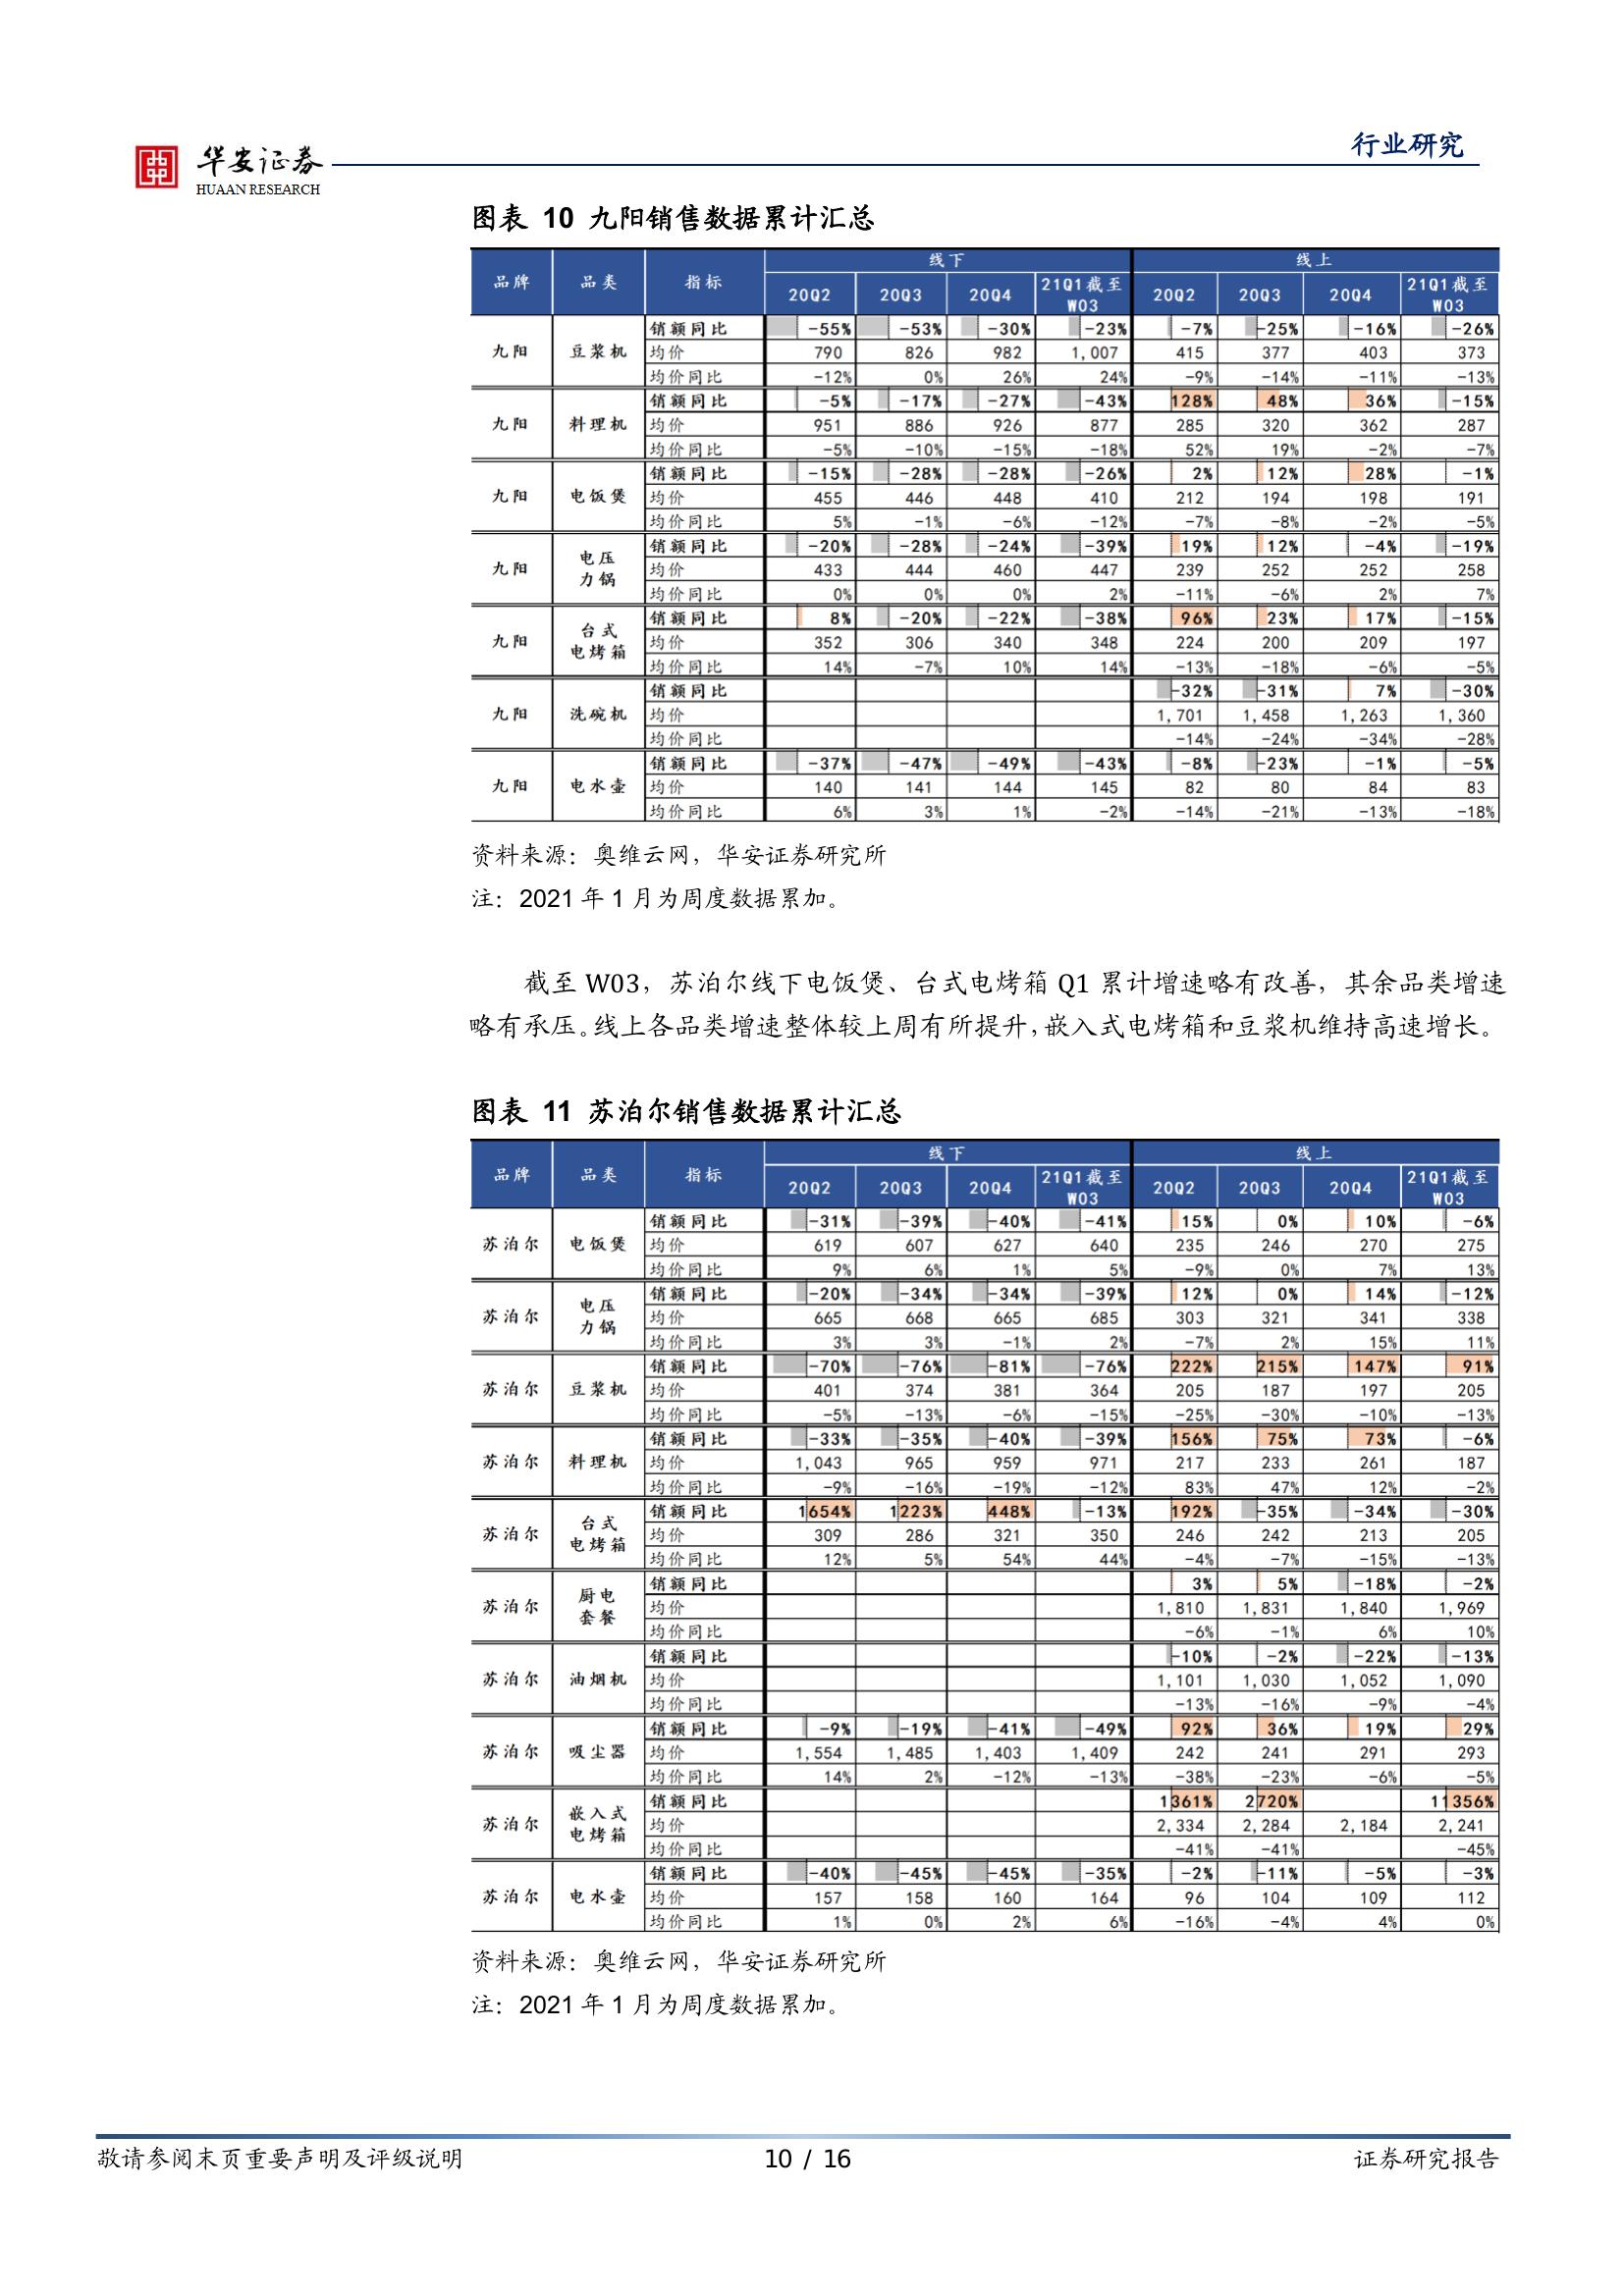 华安证券
HUAAN RESEARCH
行业研究
图表 10 九阳销售数据累计汇总
品牌 品类 指标 线下 线上
20Q2 20Q3 20Q4 21Q1截至W03 20Q2 20Q3 20Q4 21Q1截至W03
九阳 豆浆机 销额同比 -55% -53% -30% -23% -7% -25% -16% -26%
均价 790 826 982 1,007 415 377 403 373
均价同比 -12% 0% 26% 24% -9% -14% -11% -13%
九阳 料理机 销额同比 -5% -17% -27% -43% 128% 48% 36% -15%
均价 951 886 926 877 285 320 362 287
均价同比 -5% -10% -15% -18% 52% 19% -2% -7%
九阳 电饭煲 销额同比 -15% -28% -28% -26% 2% 12% 28% -1%
均价 455 446 448 410 212 194 198 191
均价同比 5% -1% -6% -12% -7% -8% -2% -5%
九阳 电压力锅 销额同比 -20% -28% -24% -39% 19% 12% -4% -19%
均价 433 444 460 447 239 252 252 258
均价同比 0% 0% 0% 2% -11% -6% 2% 7%
九阳 台式电烤箱 销额同比 8% -20% -22% -38% 96% 23% 17% -15%
均价 352 306 340 348 224 200 209 197
均价同比 14% -7% 10% 14% -13% -18% -6% -5%
九阳 洗碗机 销额同比 -32% -31% 7% -30%
均价 1,701 1,458 1,263 1,360
均价同比 -14% -24% -34% -28%
九阳 电水壶 销额同比 -37% -47% -49% -43% -8% -23% -1% -5%
均价 140 141 144 145 82 80 84 83
均价同比 6% 3% 1% -2% -14% -21% -13% -18%
资料来源：奥维云网，华安证券研究所
注：2021 年 1 月为周度数据累加。
截至 W03，苏泊尔线下电饭煲、台式电烤箱 Q1 累计增速略有改善，其余品类增速
略有承压。线上各品类增速整体较上周有所提升，嵌入式电烤箱和豆浆机维持高速增长。
图表 11 苏泊尔销售数据累计汇总
品牌 品类 指标 线下 线上
20Q2 20Q3 20Q4 21Q1截至W03 20Q2 20Q3 20Q4 21Q1截至W03
苏泊尔 电饭煲 销额同比 -31% -39% -40% -41% 15% 0% 10% -6%
均价 619 607 627 640 235 246 270 275
均价同比 9% 6% 1% 5% -9% 0% 7% 13%
苏泊尔 电压力锅 销额同比 -20% -34% -34% -39% 12% 0% 14% -12%
均价 665 668 665 685 303 321 341 338
均价同比 3% 3% -1% 2% -7% 2% 15% 11%
苏泊尔 豆浆机 销额同比 -70% -76% -81% -76% 222% 215% 147% 91%
均价 401 374 381 364 205 187 197 205
均价同比 -5% -13% -6% -15% -25% -30% -10% -13%
苏泊尔 料理机 销额同比 -33% -35% -40% -39% 156% 75% 73% -6%
均价 1,043 965 959 971 217 233 261 187
均价同比 -9% -16% -19% -12% 83% 47% 12% -2%
苏泊尔 台式电烤箱 销额同比 1654% 1223% 448% -13% 192% -35% -34% -30%
均价 309 286 321 350 246 242 213 205
均价同比 12% 5% 54% 44% -4% -7% -15% -13%
苏泊尔 厨电套餐 销额同比 3% 5% -18% -2%
均价 1,810 1,831 1,840 1,969
均价同比 -6% -1% 6% 10%
苏泊尔 油烟机 销额同比 -10% -2% -22% -13%
均价 1,101 1,030 1,052 1,090
均价同比 -13% -16% -9% -4%
苏泊尔 吸尘器 销额同比 -9% -19% -41% -49% 92% 36% 19% 29%
均价 1,554 1,485 1,403 1,409 242 241 291 293
均价同比 14% 2% -12% -13% -38% -23% -6% -5%
苏泊尔 嵌入式电烤箱 销额同比 1361% 2720% 11356%
均价 2,334 2,284 2,184 2,241
均价同比 -41% -41% -45%
苏泊尔 电水壶 销额同比 -40% -45% -45% -35% -2% -11% -5% -3%
均价 157 158 160 164 96 104 109 112
均价同比 1% 0% 2% 6% -16% -4% 4% 0%
资料来源：奥维云网，华安证券研究所
注：2021 年 1 月为周度数据累加。
敬请参阅末页重要声明及评级说明 10 / 16 证券研究报告